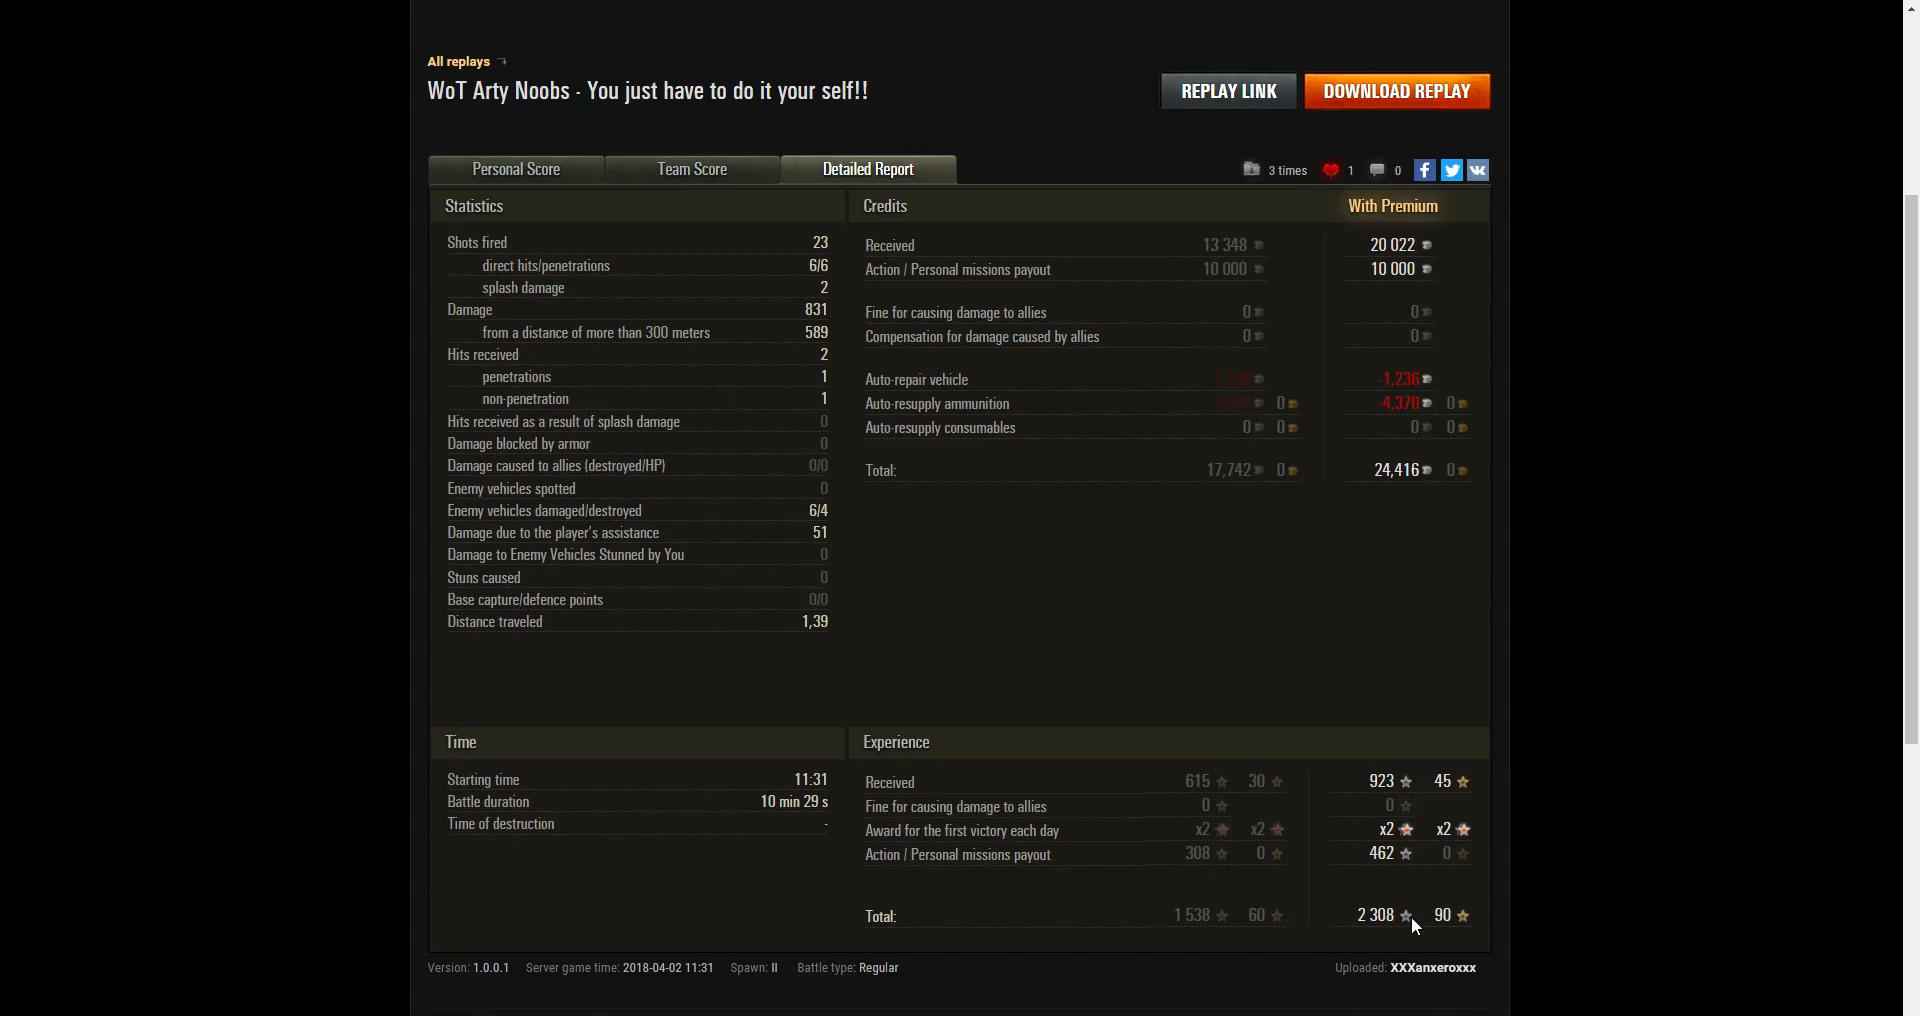 All replays
WoT Arty Noobs - You just have to do it your self!!
REPLAY LINK
DOWNLOAD REPLAY
Personal Score
Team Score
Detailed Report
3 times 1 0
Statistics
Shots fired 23
direct hits/penetrations 6/6
splash damage 2
Damage 831
from a distance of more than 300 meters 589
Hits received 2
penetrations 1
non-penetration 1
Hits received as a result of splash damage 0
Damage blocked by armor 0
Damage caused to allies (destroyed/HP) 0/0
Enemy vehicles spotted 0
Enemy vehicles damaged/destroyed 6/4
Damage due to the player's assistance 51
Damage to Enemy Vehicles Stunned by You 0
Stuns caused 0
Base capture/defence points 0/0
Distance traveled 1,39
Credits With Premium
Received 13 348 20 022
Action / Personal missions payout 10 000 10 000
Fine for causing damage to allies 0 0
Compensation for damage caused by allies 0 0
Auto-repair vehicle -1,236
Auto-resupply ammunition 0 -4,370 0
Auto-resupply consumables 0 0 0 0
Total: 17,742 0 24,416 0
Time
Starting time 11:31
Battle duration 10 min 29 s
Time of destruction -
Experience
Received 615 30 923 45
Fine for causing damage to allies 0 0
Award for the first victory each day x2 x2 x2 x2
Action / Personal missions payout 308 0 462 0
Total: 1 538 60 2 308 90
Version: 1.0.0.1 Server game time: 2018-04-02 11:31 Spawn: II Battle type: Regular
Uploaded: XXXanxeroxxx